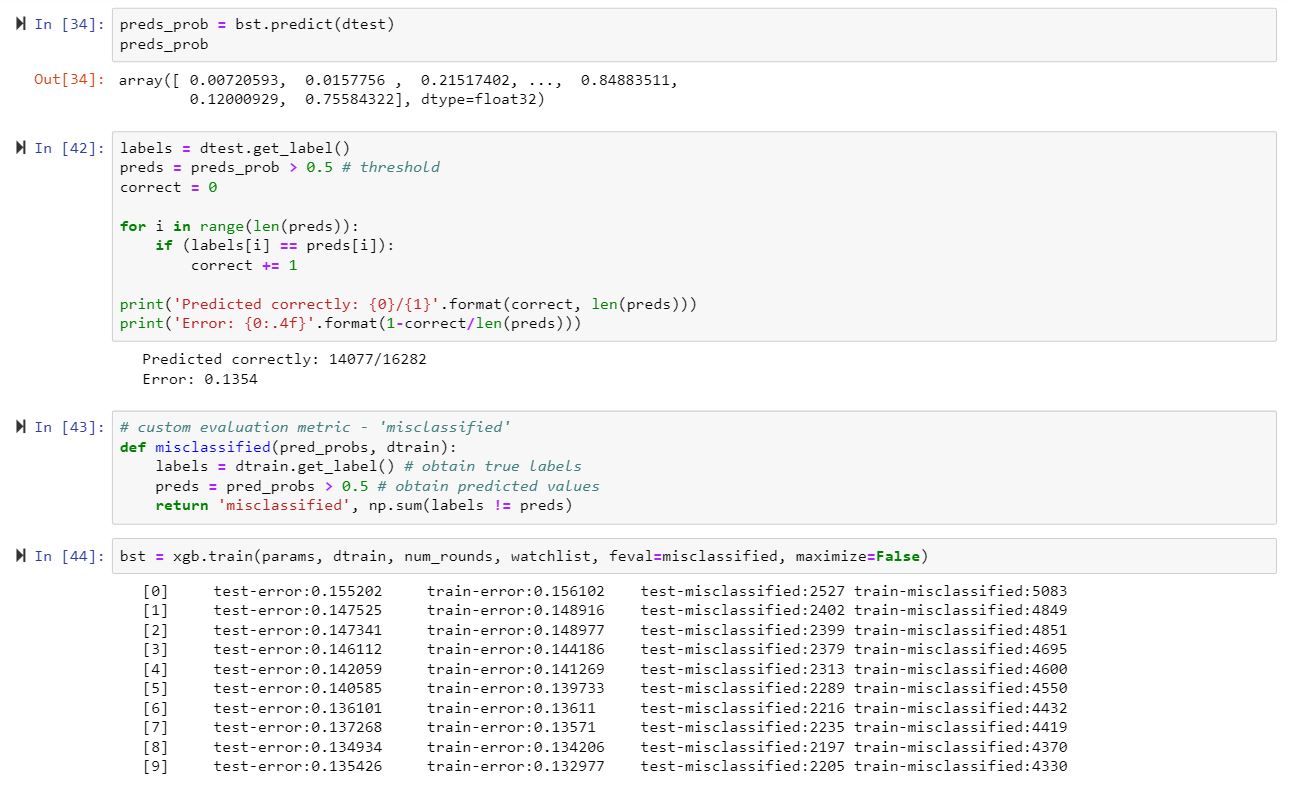 In [34]: preds_prob = bst.predict(dtest)
preds_prob
Out[34]: array([ 0.00720593,  0.0157756 ,  0.21517402, ...,  0.84883511,
        0.12000929,  0.75584322], dtype=float32)
In [42]: labels = dtest.get_label()
preds = preds_prob > 0.5 # threshold
correct = 0
for i in range(len(preds)):
    if (labels[i] == preds[i]):
        correct += 1
print('Predicted correctly: {0}/{1}'.format(correct, len(preds)))
print('Error: {0:.4f}'.format(1-correct/len(preds)))
Predicted correctly: 14077/16282
Error: 0.1354
In [43]: # custom evaluation metric - 'misclassified'
def misclassified(pred_probs, dtrain):
    labels = dtrain.get_label() # obtain true labels
    preds = pred_probs > 0.5 # obtain predicted values
    return 'misclassified', np.sum(labels != preds)
In [44]: bst = xgb.train(params, dtrain, num_rounds, watchlist, feval=misclassified, maximize=False)
[0]     test-error:0.155202     train-error:0.156102    test-misclassified:2527 train-misclassified:5083
[1]     test-error:0.147525     train-error:0.148916    test-misclassified:2402 train-misclassified:4849
[2]     test-error:0.147341     train-error:0.148977    test-misclassified:2399 train-misclassified:4851
[3]     test-error:0.146112     train-error:0.144186    test-misclassified:2379 train-misclassified:4695
[4]     test-error:0.142059     train-error:0.141269    test-misclassified:2313 train-misclassified:4600
[5]     test-error:0.140585     train-error:0.139733    test-misclassified:2289 train-misclassified:4550
[6]     test-error:0.136101     train-error:0.13611     test-misclassified:2216 train-misclassified:4432
[7]     test-error:0.137268     train-error:0.13571     test-misclassified:2235 train-misclassified:4419
[8]     test-error:0.134934     train-error:0.134206    test-misclassified:2197 train-misclassified:4370
[9]     test-error:0.135426     train-error:0.132977    test-misclassified:2205 train-misclassified:4330